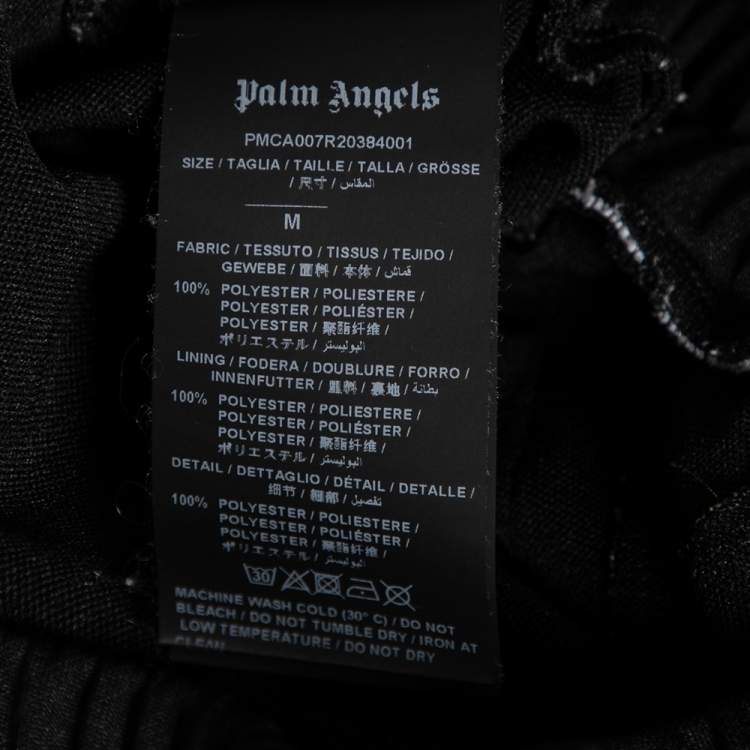 Palm Angels
PMCA007R20384001
SIZE / TAGLIA / TAILLE / TALLA / GRÖSSE
/ 尺寸 / المقاس
M
FABRIC / TESSUTO / TISSUS / TEJIDO /
GEWEBE / 面料 / 本体 / قماش
100% POLYESTER / POLIESTERE /
POLYESTER / POLIÉSTER /
POLYESTER / 聚酯纤维 /
ポリエステル / البوليستر
LINING / FODERA / DOUBLURE / FORRO /
INNENFUTTER / 里料 / 裏地 / بطانة
100% POLYESTER / POLIESTERE /
POLYESTER / POLIÉSTER /
POLYESTER / 聚酯纤维 /
ポリエステル / البوليستر
DETAIL / DETTAGLIO / DÉTAIL / DETALLE /
细节 / 細部 / تفصيل
100% POLYESTER / POLIESTERE /
POLYESTER / POLIÉSTER /
POLYESTER / 聚酯纤维 /
ポリエステル / البوليستر
30
MACHINE WASH COLD (30° C) / DO NOT
BLEACH / DO NOT TUMBLE DRY / IRON AT
LOW TEMPERATURE / DO NOT DRY
CLEAN